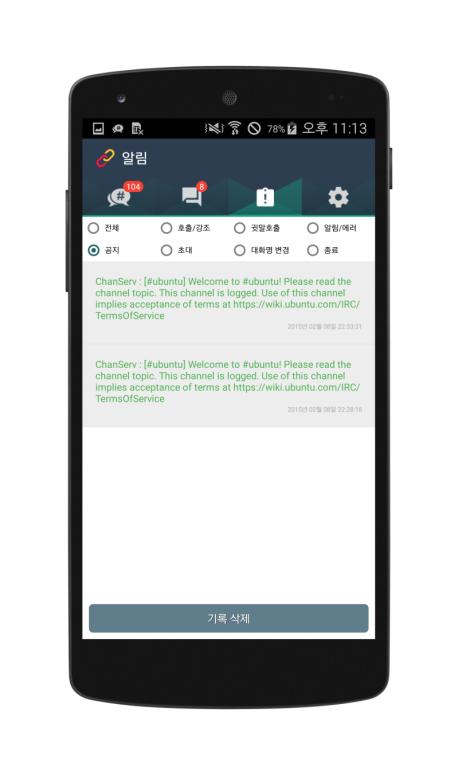 78% 오후 11:13
알림
# 104 8
전체 호출/강조 귓말호출 알림/에러
공지 초대 대화명 변경 종료
ChanServ : [#ubuntu] Welcome to #ubuntu! Please read the
channel topic. This channel is logged. Use of this channel
implies acceptance of terms at https://wiki.ubuntu.com/IRC/
TermsOfService
2015년 02월 08일 22:33:31
ChanServ : [#ubuntu] Welcome to #ubuntu! Please read the
channel topic. This channel is logged. Use of this channel
implies acceptance of terms at https://wiki.ubuntu.com/IRC/
TermsOfService
2015년 02월 08일 22:28:18
기록 삭제